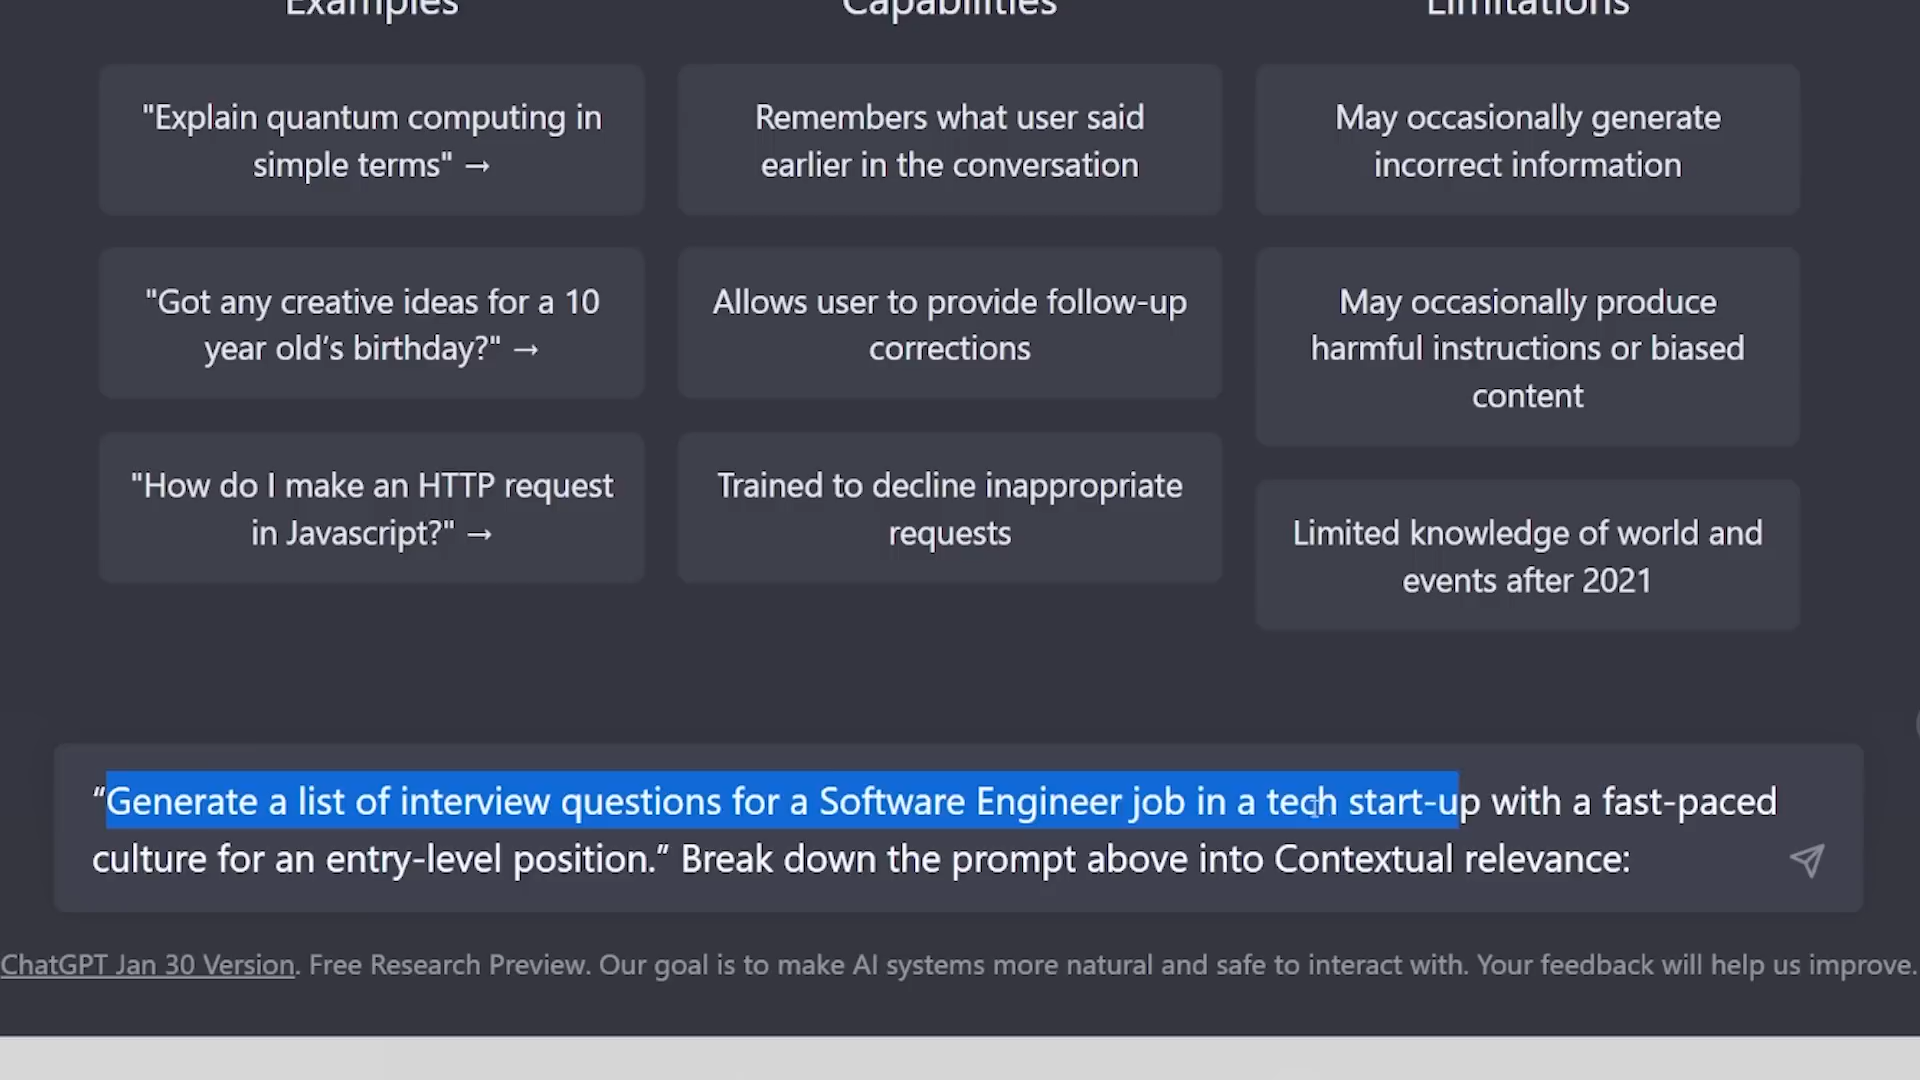 Examples
Capabilities
Limitations
"Explain quantum computing in
simple terms" →
Remembers what user said
earlier in the conversation
May occasionally generate
incorrect information
"Got any creative ideas for a 10
year old's birthday?" →
Allows user to provide follow-up
corrections
May occasionally produce
harmful instructions or biased
content
"How do I make an HTTP request
in Javascript?" →
Trained to decline inappropriate
requests
Limited knowledge of world and
events after 2021
“Generate a list of interview questions for a Software Engineer job in a tech start-up with a fast-paced
culture for an entry-level position.” Break down the prompt above into Contextual relevance:
ChatGPT Jan 30 Version. Free Research Preview. Our goal is to make AI systems more natural and safe to interact with. Your feedback will help us improve.